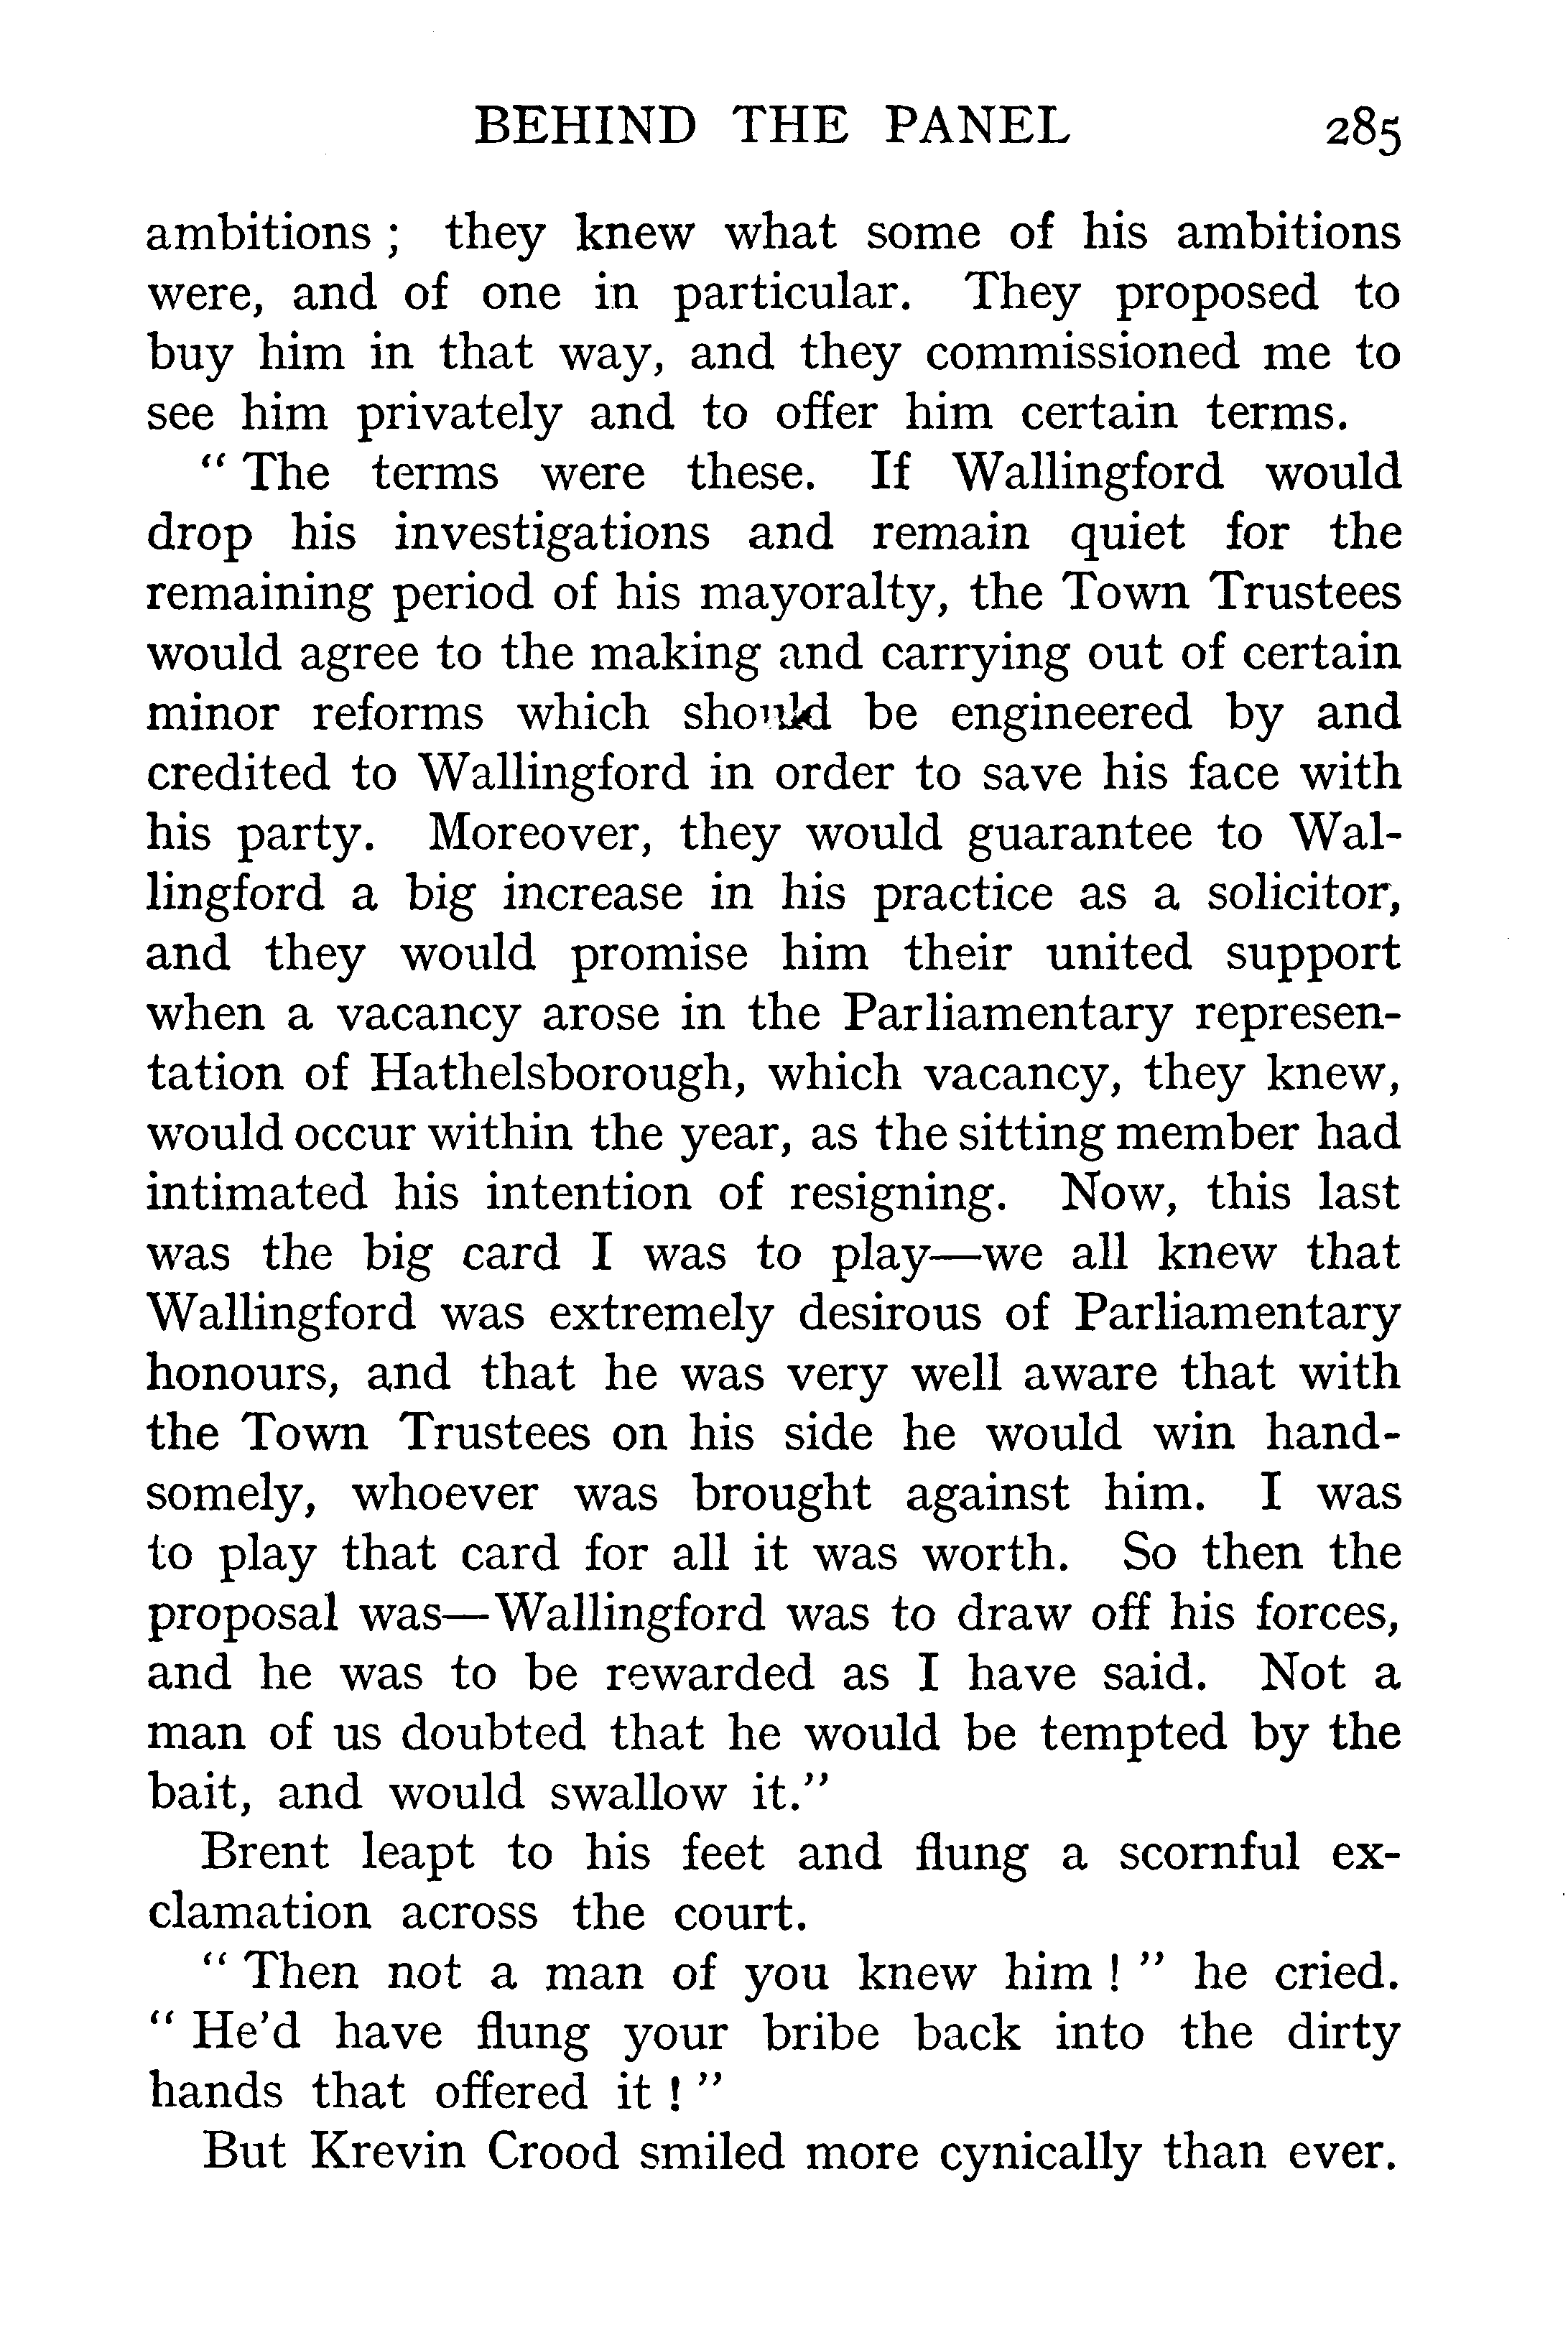 BEHIND THE PANEL 285
ambitions ; they knew what some of his ambitions
were, and of one in particular. They proposed to
buy him in that way, and they commissioned me to
see him privately and to offer him certain terms.
“ The terms were these. If Wallingford would
drop his investigations and remain quiet for the
remaining period of his mayoralty, the Town Trustees
would agree to the making and carrying out of certain
minor reforms which should be engineered by and
credited to Wallingford in order to save his face with
his party. Moreover, they would guarantee to Wal-
lingford a big increase in his practice as a solicitor,
and they would promise him their united support
when a vacancy arose in the Parliamentary represen-
tation of Hathelsborough, which vacancy, they knew,
would occur within the year, as the sitting member had
intimated his intention of resigning. Now, this last
was the big card I was to play—we all knew that
Wallingford was extremely desirous of Parliamentary
honours, and that he was very well aware that with
the Town Trustees on his side he would win hand-
somely, whoever was brought against him. I was
to play that card for all it was worth. So then the
proposal was—Wallingford was to draw off his forces,
and he was to be rewarded as I have said. Not a
man of us doubted that he would be tempted by the
bait, and would swallow it.”
Brent leapt to his feet and flung a scornful ex-
clamation across the court.
“ Then not a man of you knew him ! ” he cried.
“ He’d have flung your bribe back into the dirty
hands that offered it ! ”
But Krevin Crood smiled more cynically than ever.